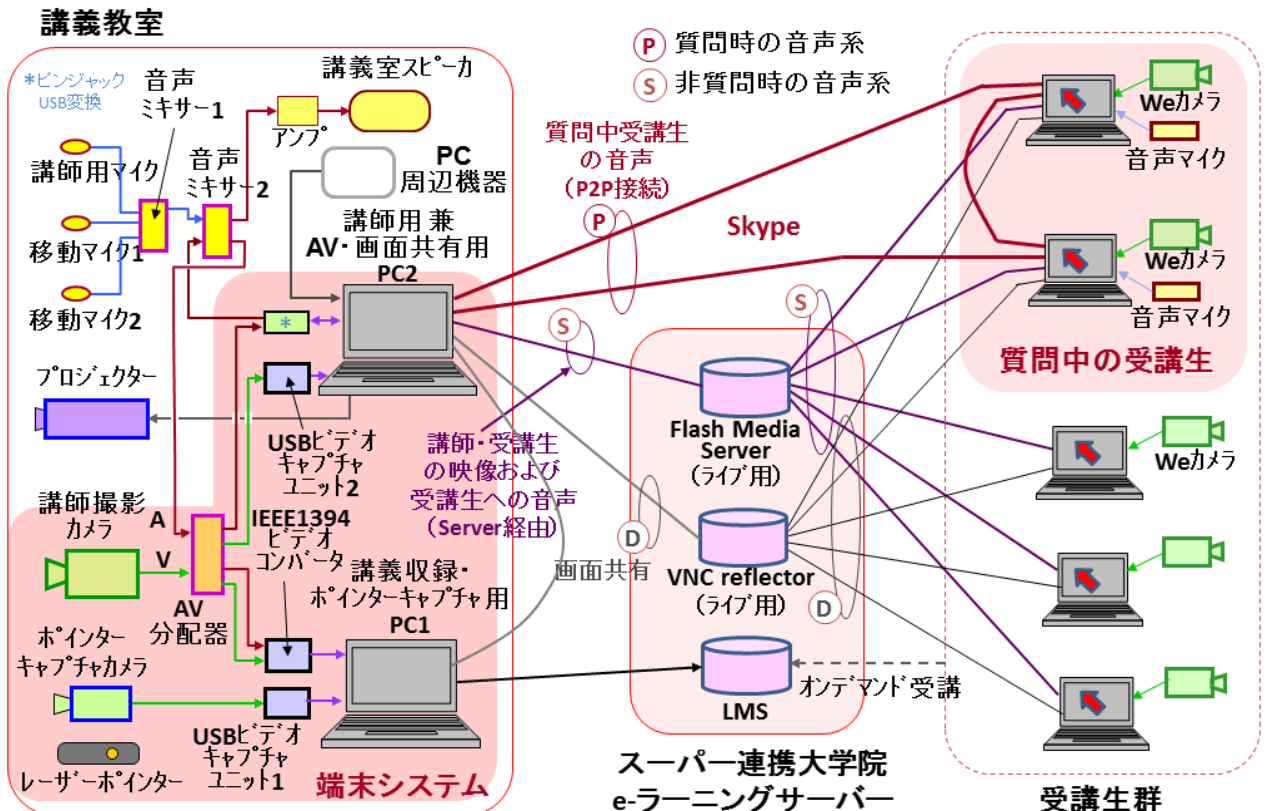 講義教室
*ピンジャック
USB変換
音声
ミキサー1
講義室スピーカ
アンプ
講師用マイク
音声
ミキサー2
PC
周辺機器
移動マイク1
移動マイク2
講師用 兼
AV・画面共有用
PC2
*
プロジェクター
USBビデオ
キャプチャ
ユニット2
講師撮影
カメラ
A
V
AV
分配器
IEEE1394
ビデオ
コンバータ
講義収録・
ポインターキャプチャ用
PC1
ポインター
キャプチャカメラ
レーザーポインター
USBビデオ
キャプチャ
ユニット1
端末システム
P 質問時の音声系
S 非質問時の音声系
質問中受講生
の音声
(P2P接続)
P
Skype
S
S
講師・受講生
の映像および
受講生への音声
(Server経由)
D
画面共有
Flash Media
Server
(ライブ用)
VNC reflector
(ライブ用)
D
LMS
オンデマンド受講
スーパー連携大学院
e-ラーニングサーバー
Weカメラ
音声マイク
Weカメラ
音声マイク
質問中の受講生
Weカメラ
受講生群